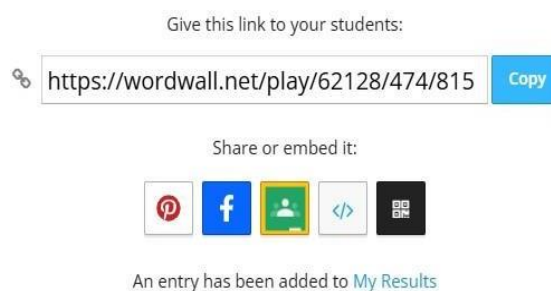 Give this link to your students:
https://wordwall.net/play/62128/474/815
Copy
Share or embed it:
An entry has been added to My Results